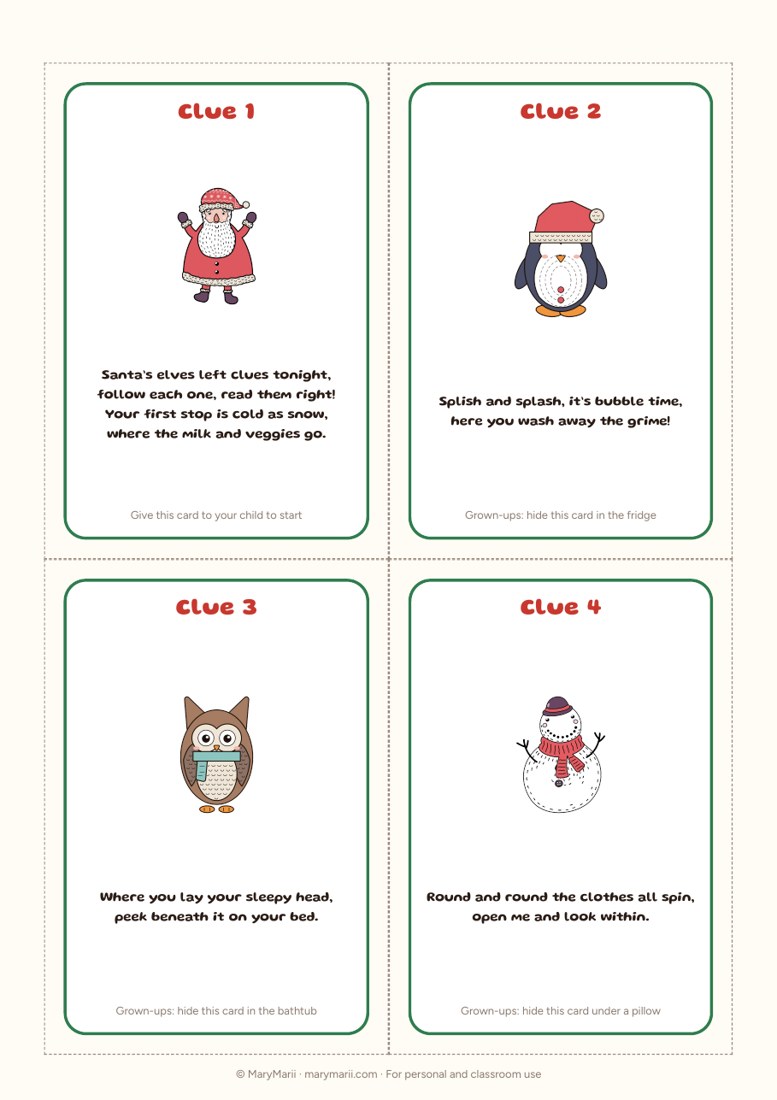 Clue 1
Santa's elves left clues tonight,
follow each one, read them right!
Your first stop is cold as snow,
where the milk and veggies go.
Give this card to your child to start
Clue 2
Splish and splash, it's bubble time,
here you wash away the grime!
Grown-ups: hide this card in the fridge
Clue 3
Where you lay your sleepy head,
peek beneath it on your bed.
Grown-ups: hide this card in the bathtub
Clue 4
Round and round the clothes all spin,
open me and look within.
Grown-ups: hide this card under a pillow
© MaryMarii · marymarii.com · For personal and classroom use